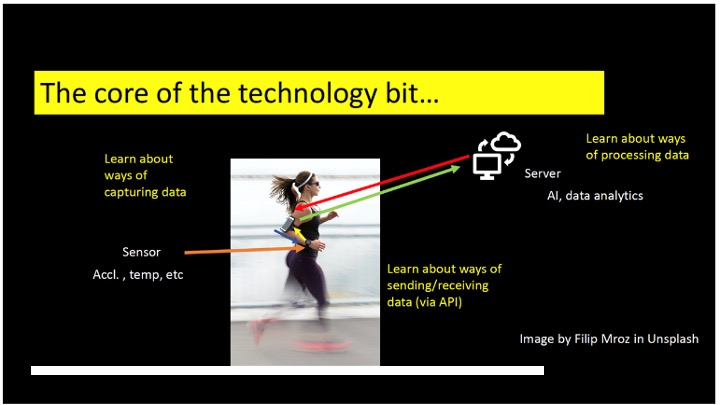 The core of the technology bit...
Learn about
ways of
capturing data
Learn about ways
of processing data
Server
AI, data analytics
Sensor
Accl. , temp, etc
Learn about ways of
sending/receiving
data (via API)
Image by Filip Mroz in Unsplash